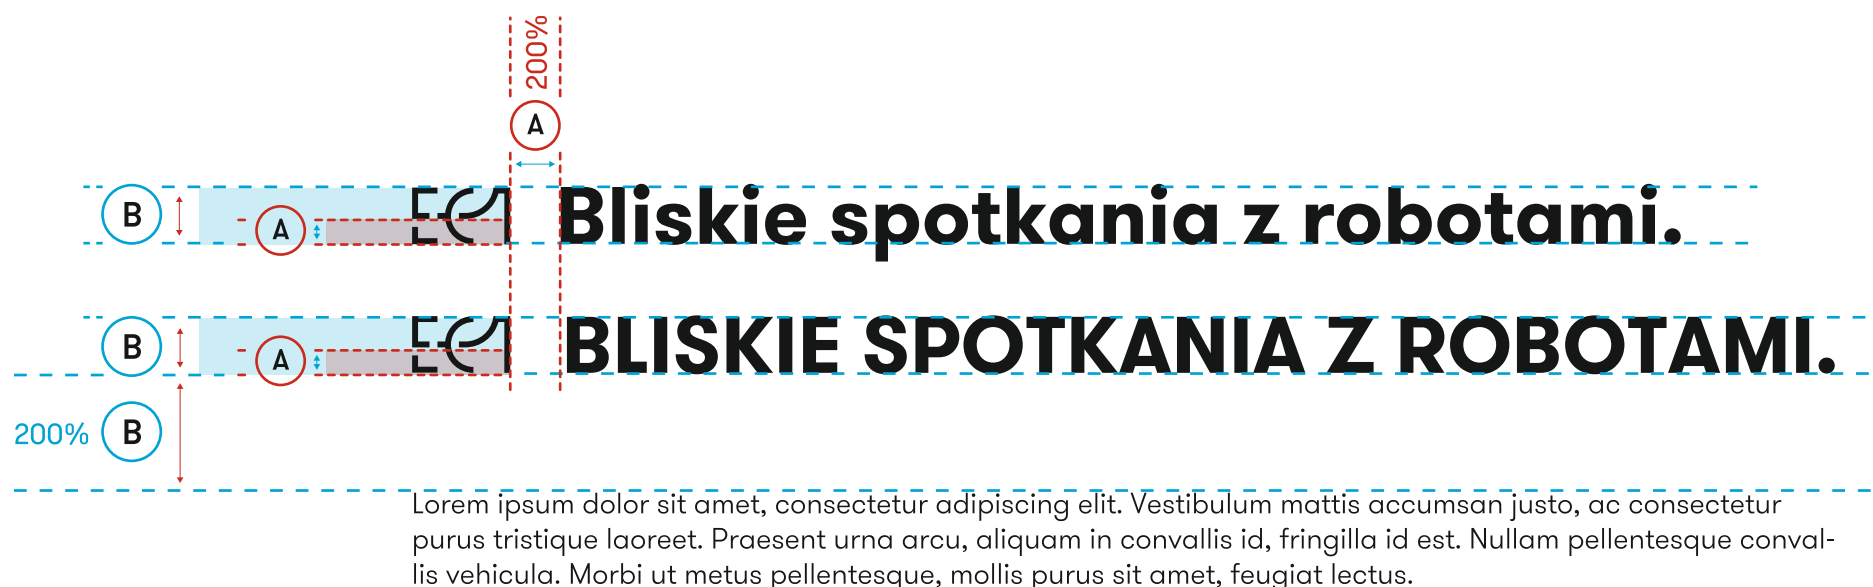 200%
A
B
A
Bliskie spotkania z robotami.
B
A
BLISKIE SPOTKANIA Z ROBOTAMI.
200%
B
Lorem ipsum dolor sit amet, consectetur adipiscing elit. Vestibulum mattis accumsan justo, ac consectetur
purus tristique laoreet. Praesent urna arcu, aliquam in convallis id, fringilla id est. Nullam pellentesque conval-
lis vehicula. Morbi ut metus pellentesque, mollis purus sit amet, feugiat lectus.